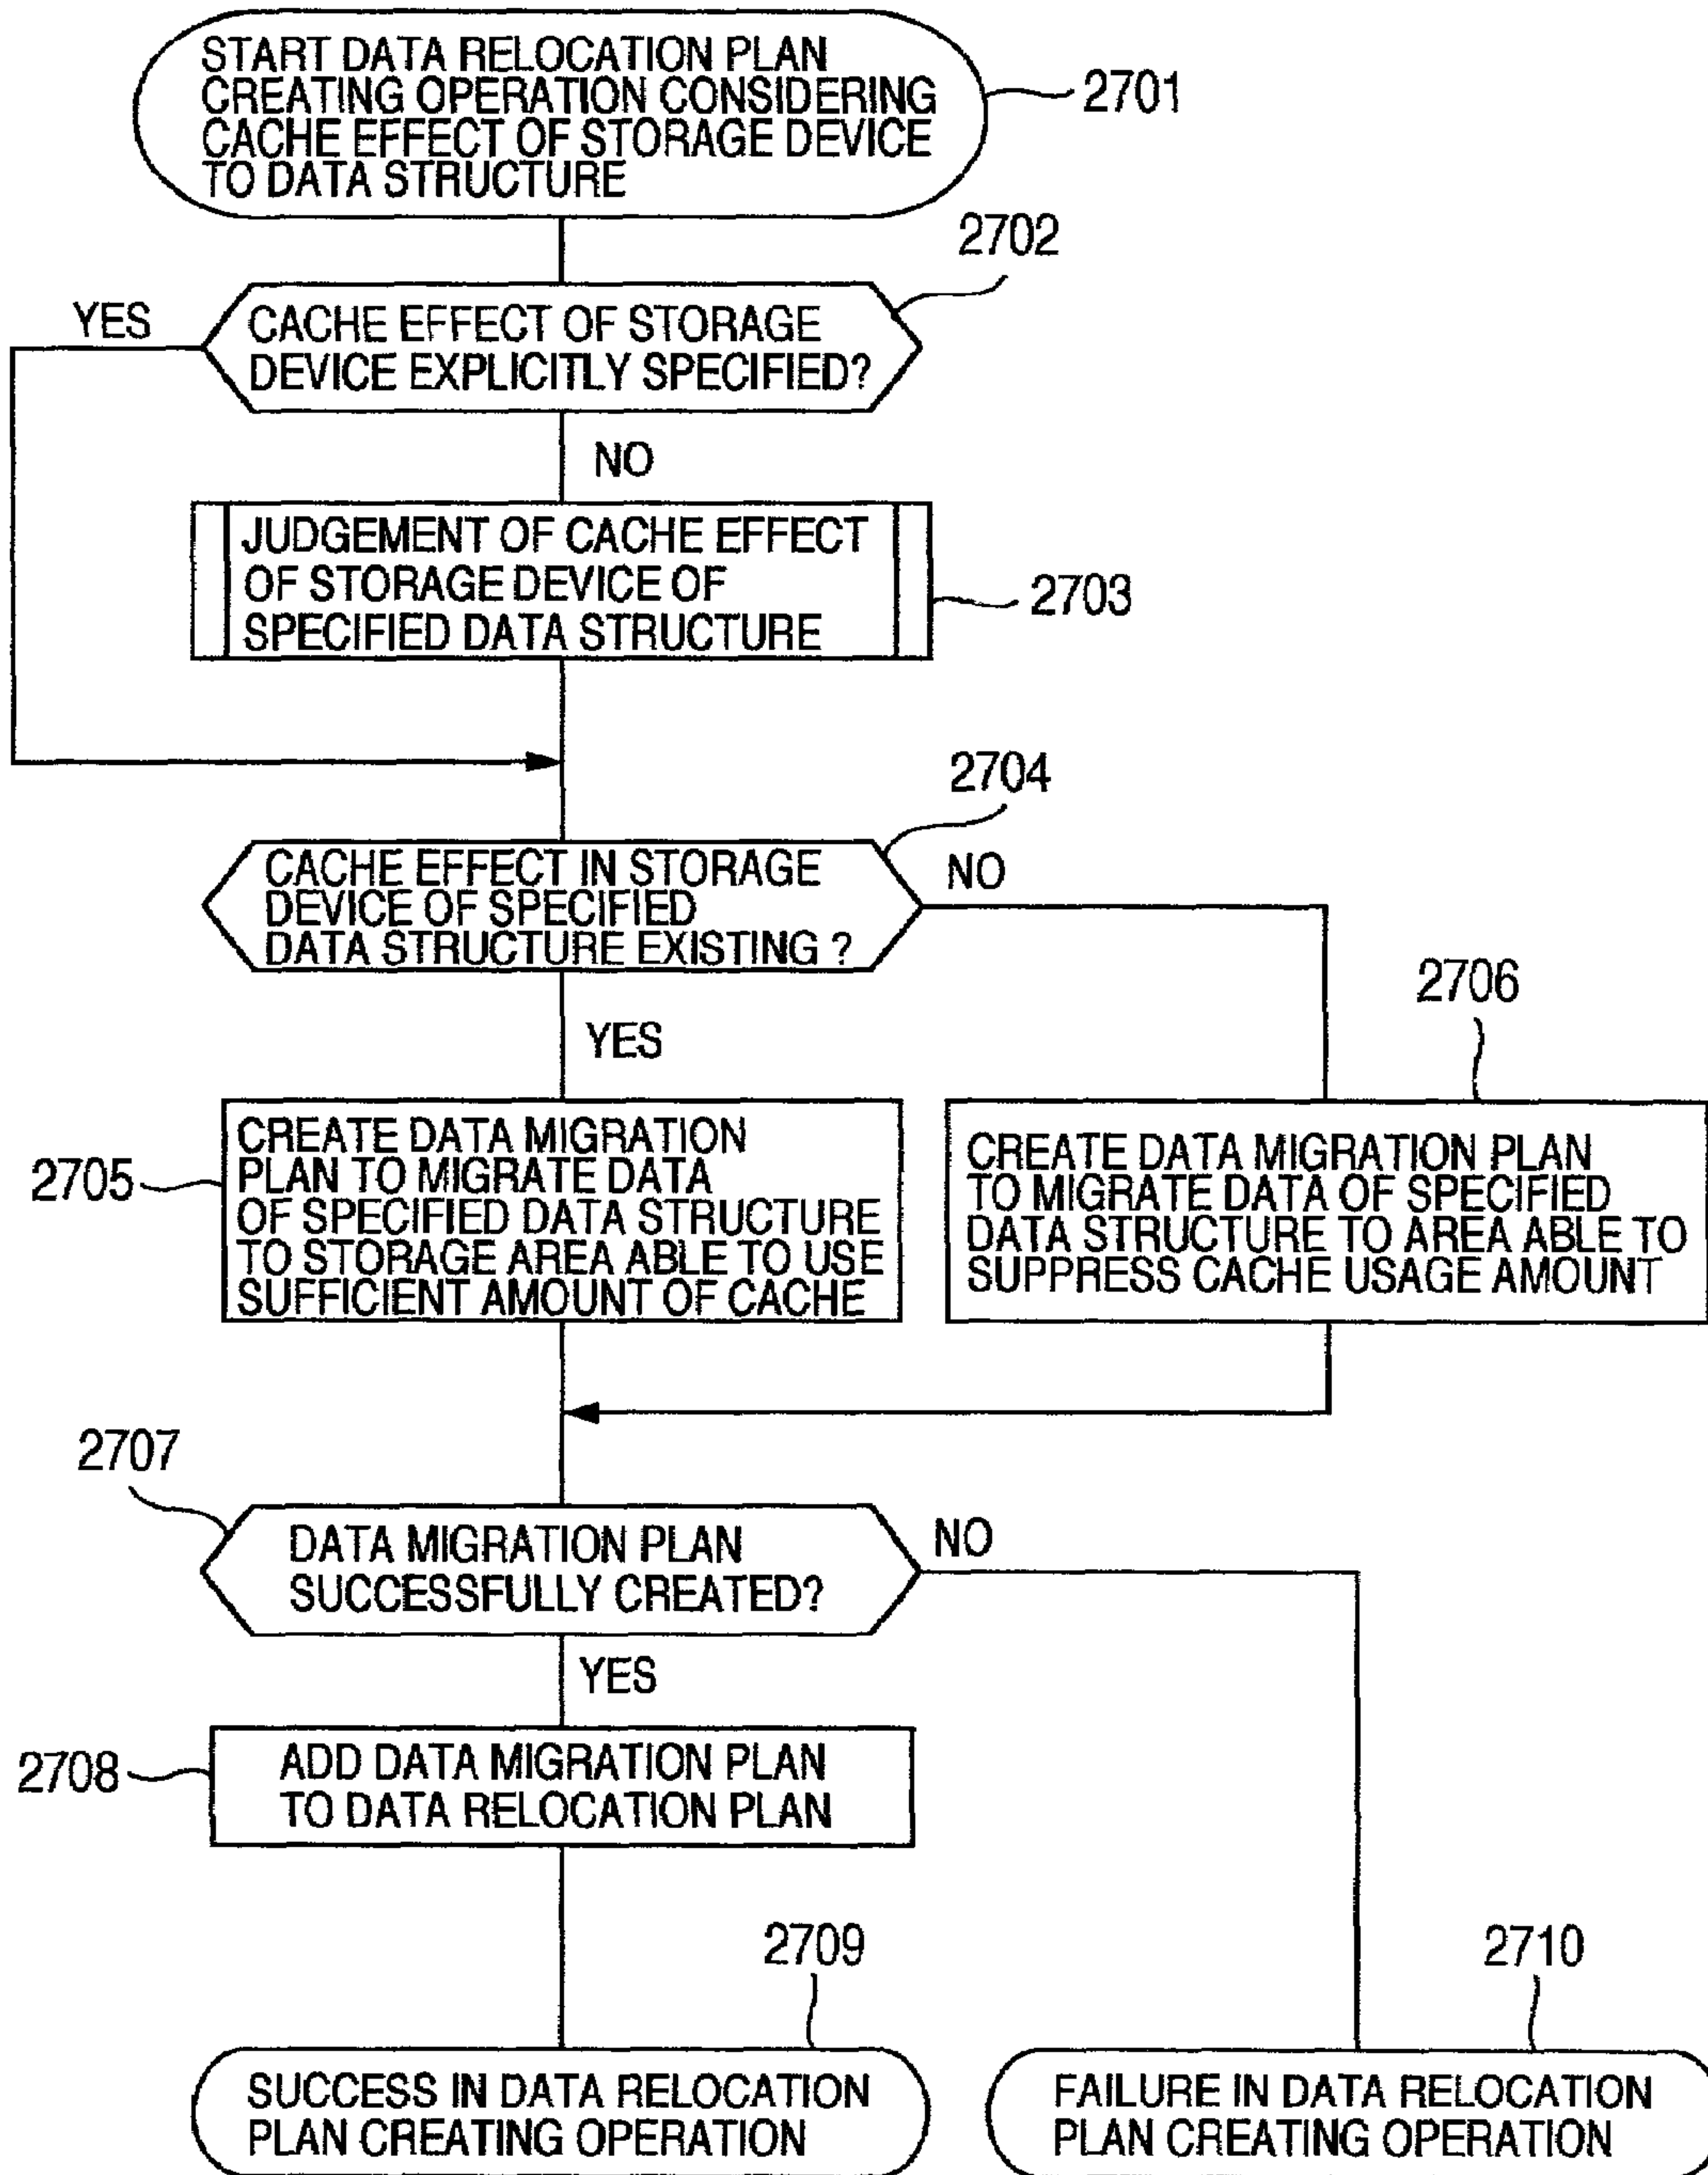 START DATA RELOCATION PLAN
CREATING OPERATION CONSIDERING
CACHE EFFECT OF STORAGE DEVICE
TO DATA STRUCTURE
2701
2702
YES
CACHE EFFECT OF STORAGE
DEVICE EXPLICITLY SPECIFIED?
NO
JUDGEMENT OF CACHE EFFECT
OF STORAGE DEVICE OF
SPECIFIED DATA STRUCTURE
2703
2704
CACHE EFFECT IN STORAGE
DEVICE OF SPECIFIED
DATA STRUCTURE EXISTING ?
NO
YES
2706
2705
CREATE DATA MIGRATION
PLAN TO MIGRATE DATA
OF SPECIFIED DATA STRUCTURE
TO STORAGE AREA ABLE TO USE
SUFFICIENT AMOUNT OF CACHE
CREATE DATA MIGRATION PLAN
TO MIGRATE DATA OF SPECIFIED
DATA STRUCTURE TO AREA ABLE TO
SUPPRESS CACHE USAGE AMOUNT
2707
DATA MIGRATION PLAN
SUCCESSFULLY CREATED?
NO
YES
2708
ADD DATA MIGRATION PLAN
TO DATA RELOCATION PLAN
2709
2710
SUCCESS IN DATA RELOCATION
PLAN CREATING OPERATION
FAILURE IN DATA RELOCATION
PLAN CREATING OPERATION